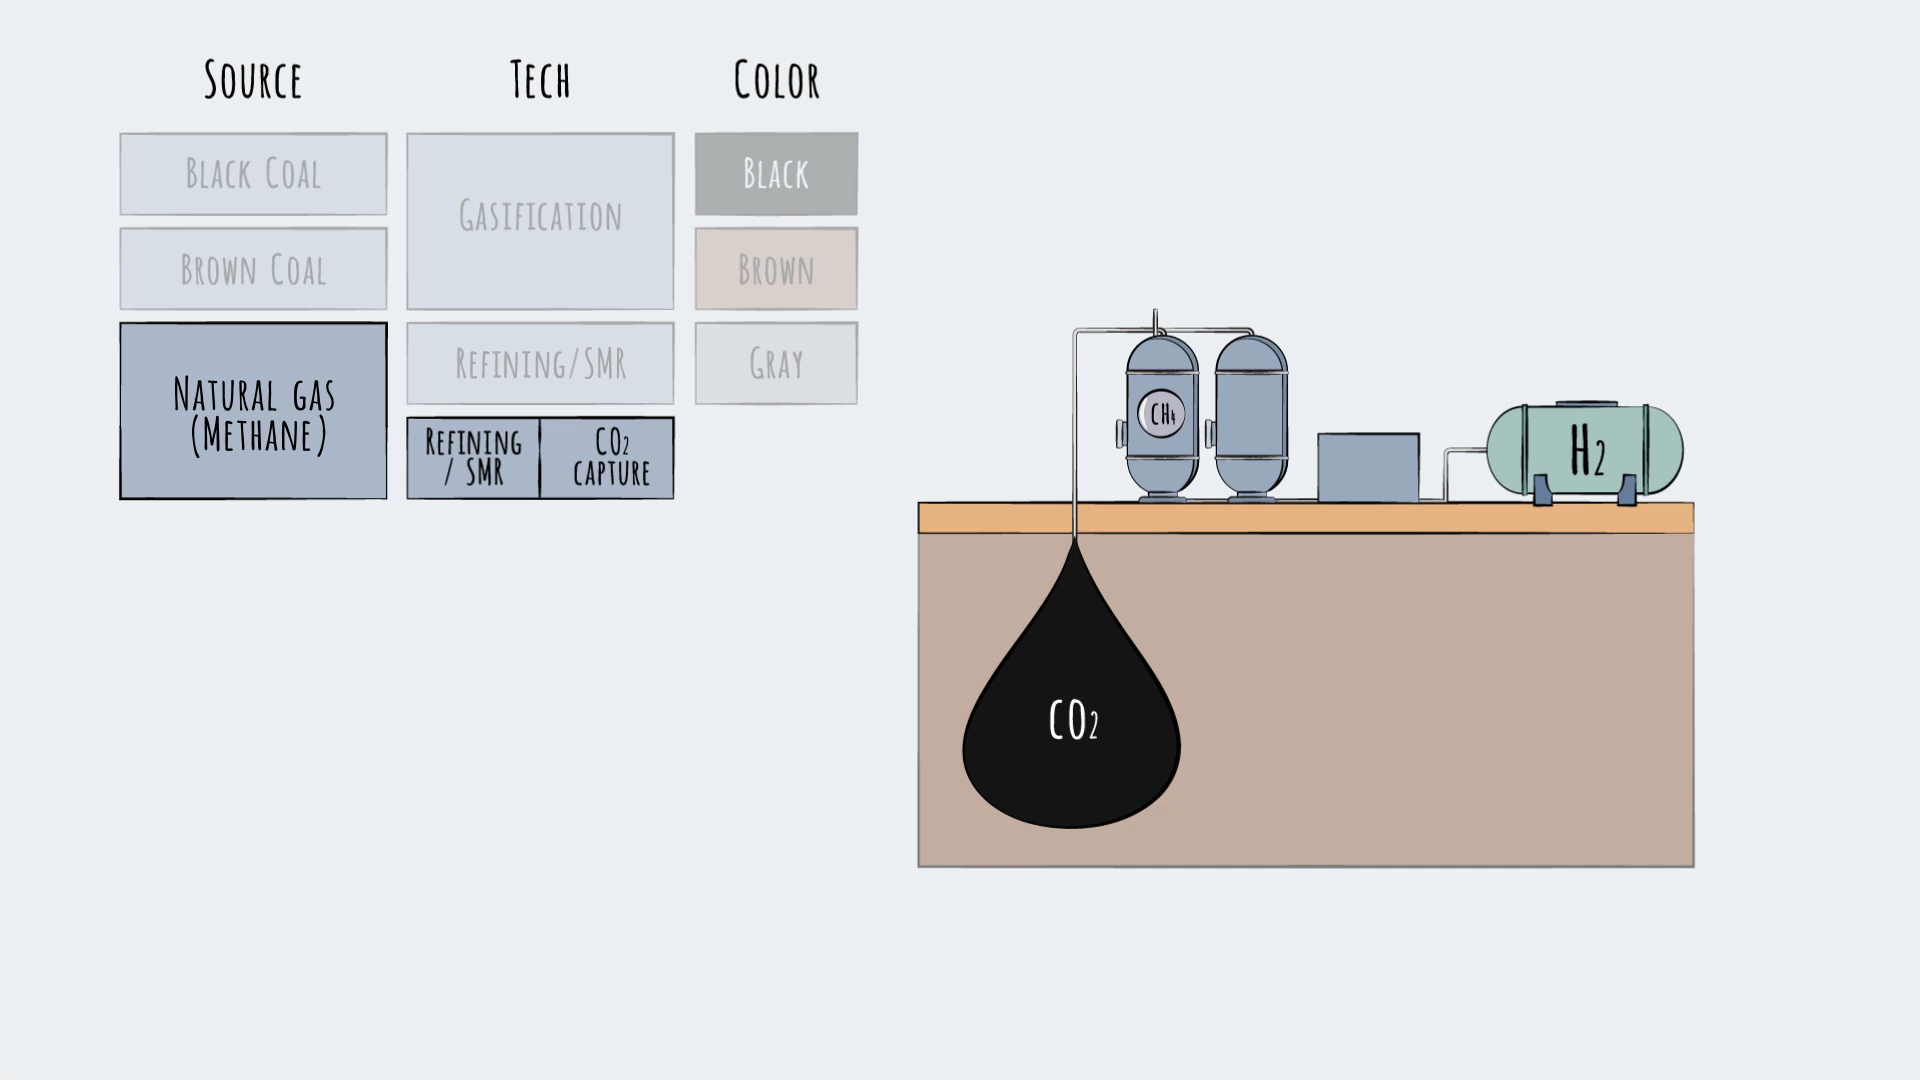 Source
Tech
Color
Black Coal
Gasification
Black
Brown Coal
Brown
Natural gas
(Methane)
Refining/SMR
Gray
Refining
/ SMR
CO₂
capture
CH₄
H₂
CO₂